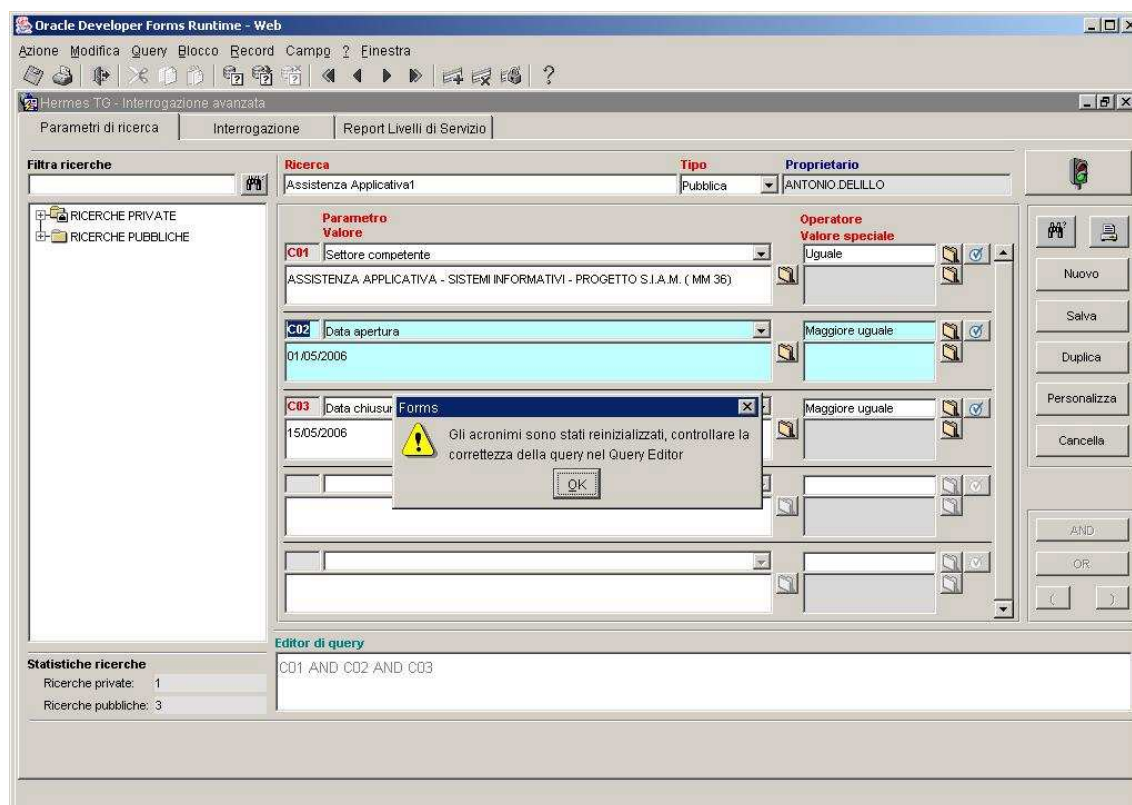 Oracle Developer Forms Runtime - Web
Azione Modifica Query Blocco Record Campo ? Finestra
Hermes TG - Interrogazione avanzata
Parametri di ricerca Interrogazione Report Livelli di Servizio
Filtra ricerche Ricerca Tipo Proprietario
Assistenza Applicativa1 Pubblica ANTONIO.DELILLO
RICERCHE PRIVATE
RICERCHE PUBBLICHE
Parametro Operatore
Valore Valore speciale
C01 Settore competente Uguale
ASSISTENZA APPLICATIVA - SISTEMI INFORMATIVI - PROGETTO S.I.A.M. ( MM 36)
C02 Data apertura Maggiore uguale
01/05/2006
C03 Data chiusur Maggiore uguale
15/05/2006
Forms
Gli acronimi sono stati reinizializzati, controllare la
correttezza della query nel Query Editor
OK
Nuovo
Salva
Duplica
Personalizza
Cancella
AND
OR
( )
Editor di query
C01 AND C02 AND C03
Statistiche ricerche
Ricerche private: 1
Ricerche pubbliche: 3